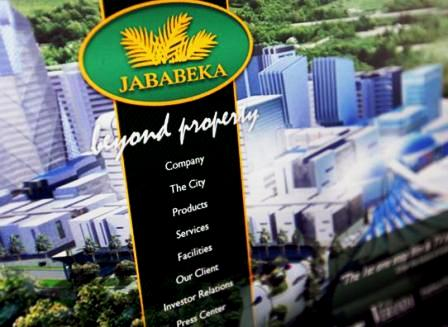 JABABEKA
beyond property
Company
The City
Products
Services
Facilities
Our Client
Investor Relations
Press Center